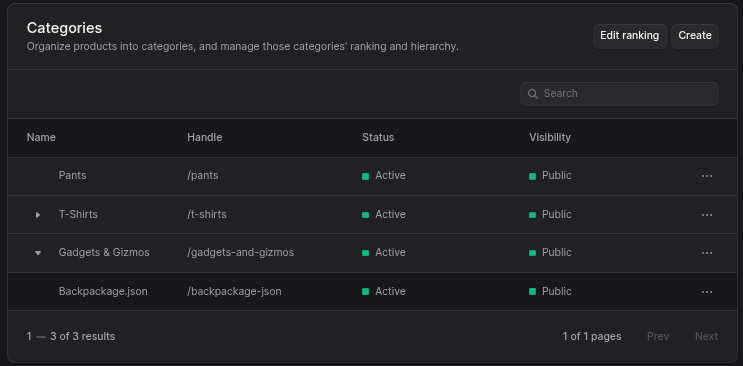 Categories
Organize products into categories, and manage those categories' ranking and hierarchy.
Edit ranking Create
Search
Name Handle Status Visibility
Pants /pants Active Public ...
T-Shirts /t-shirts Active Public ...
Gadgets & Gizmos /gadgets-and-gizmos Active Public ...
Backpackage.json /backpackage-json Active Public ...
1 — 3 of 3 results 1 of 1 pages Prev Next